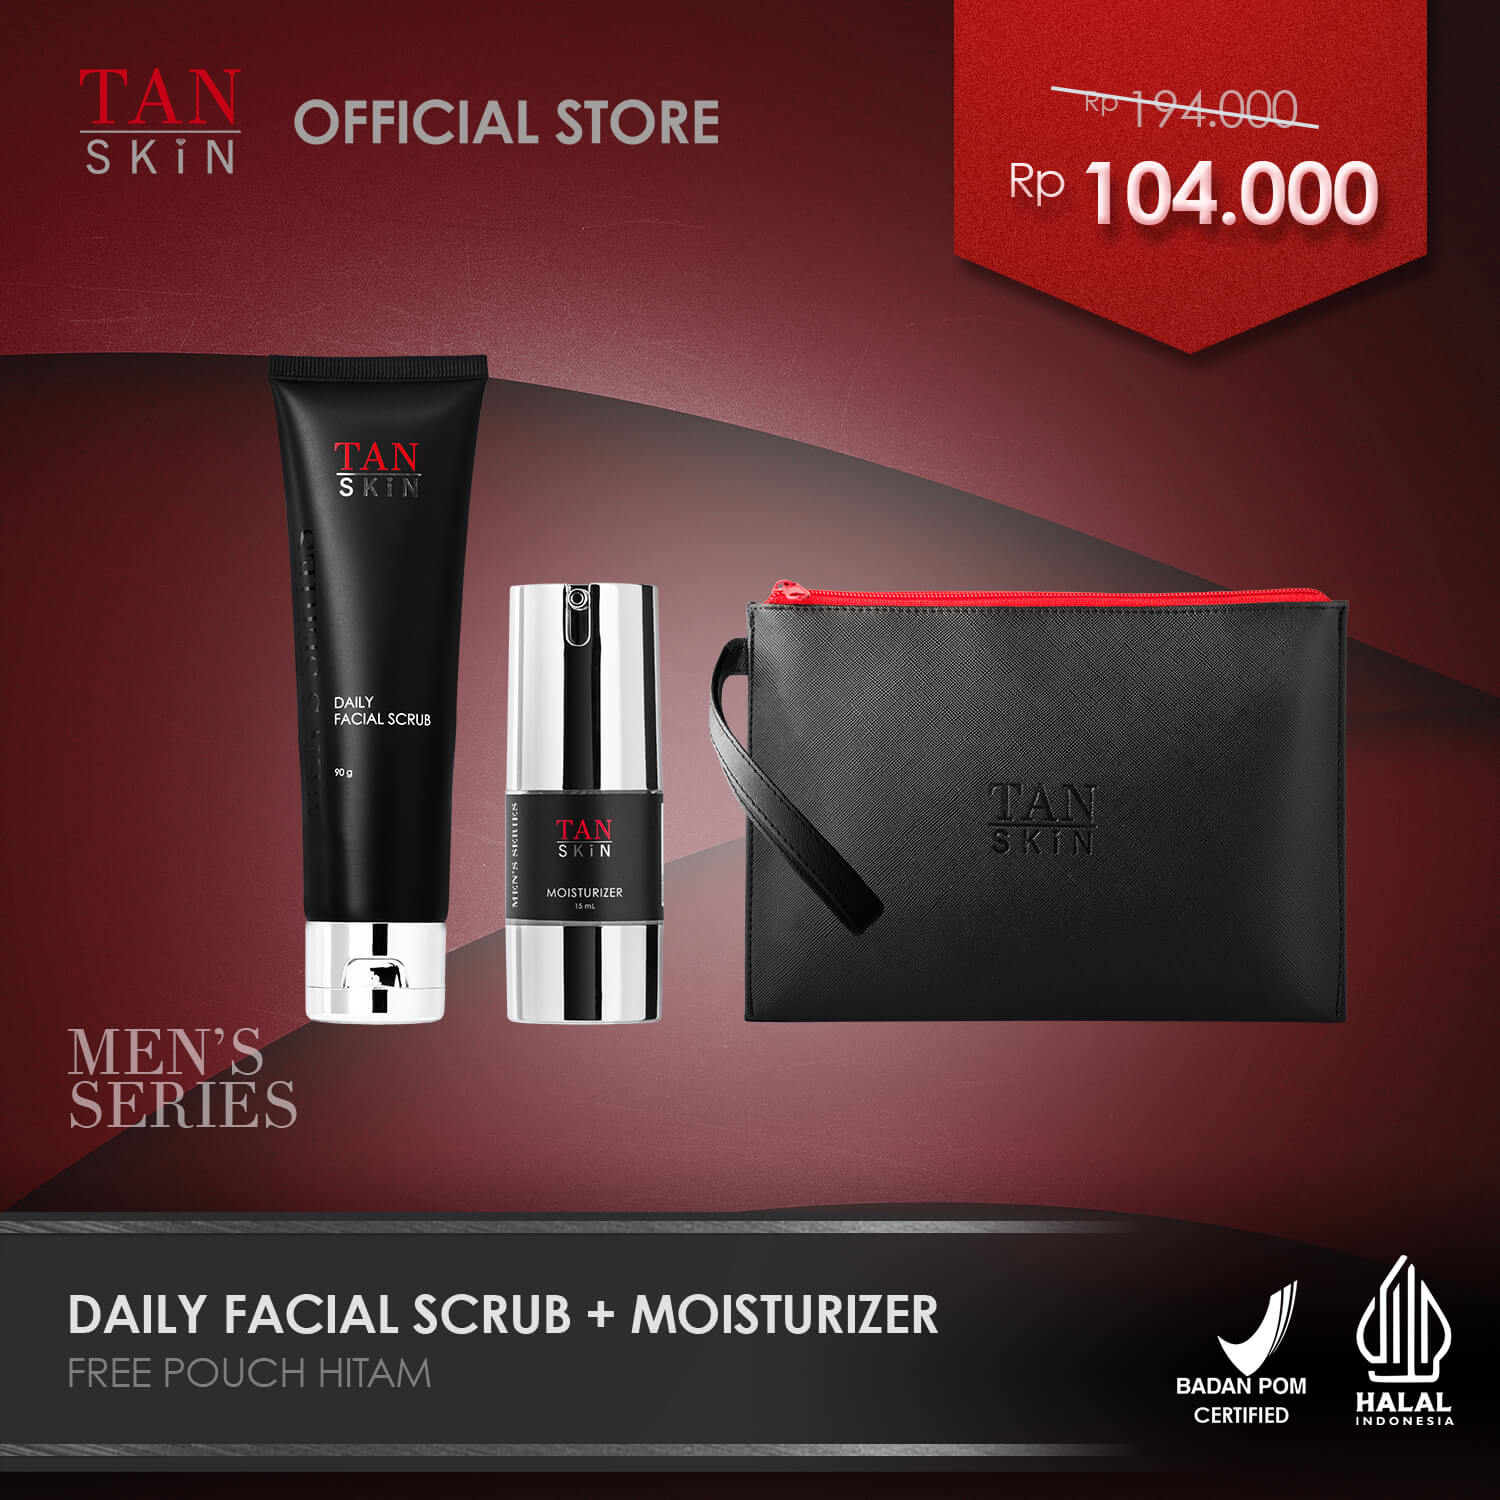 TAN
SKiN
OFFICIAL STORE
Rp 194.000
Rp 104.000
TAN
SKiN
MEN'S SERIES
DAILY
FACIAL SCRUB
90 g
MEN'S SERIES
TAN
SKiN
MOISTURIZER
15 mL
TAN
SKiN
MEN'S
SERIES
DAILY FACIAL SCRUB + MOISTURIZER
FREE POUCH HITAM
BADAN POM
CERTIFIED
HALAL
INDONESIA